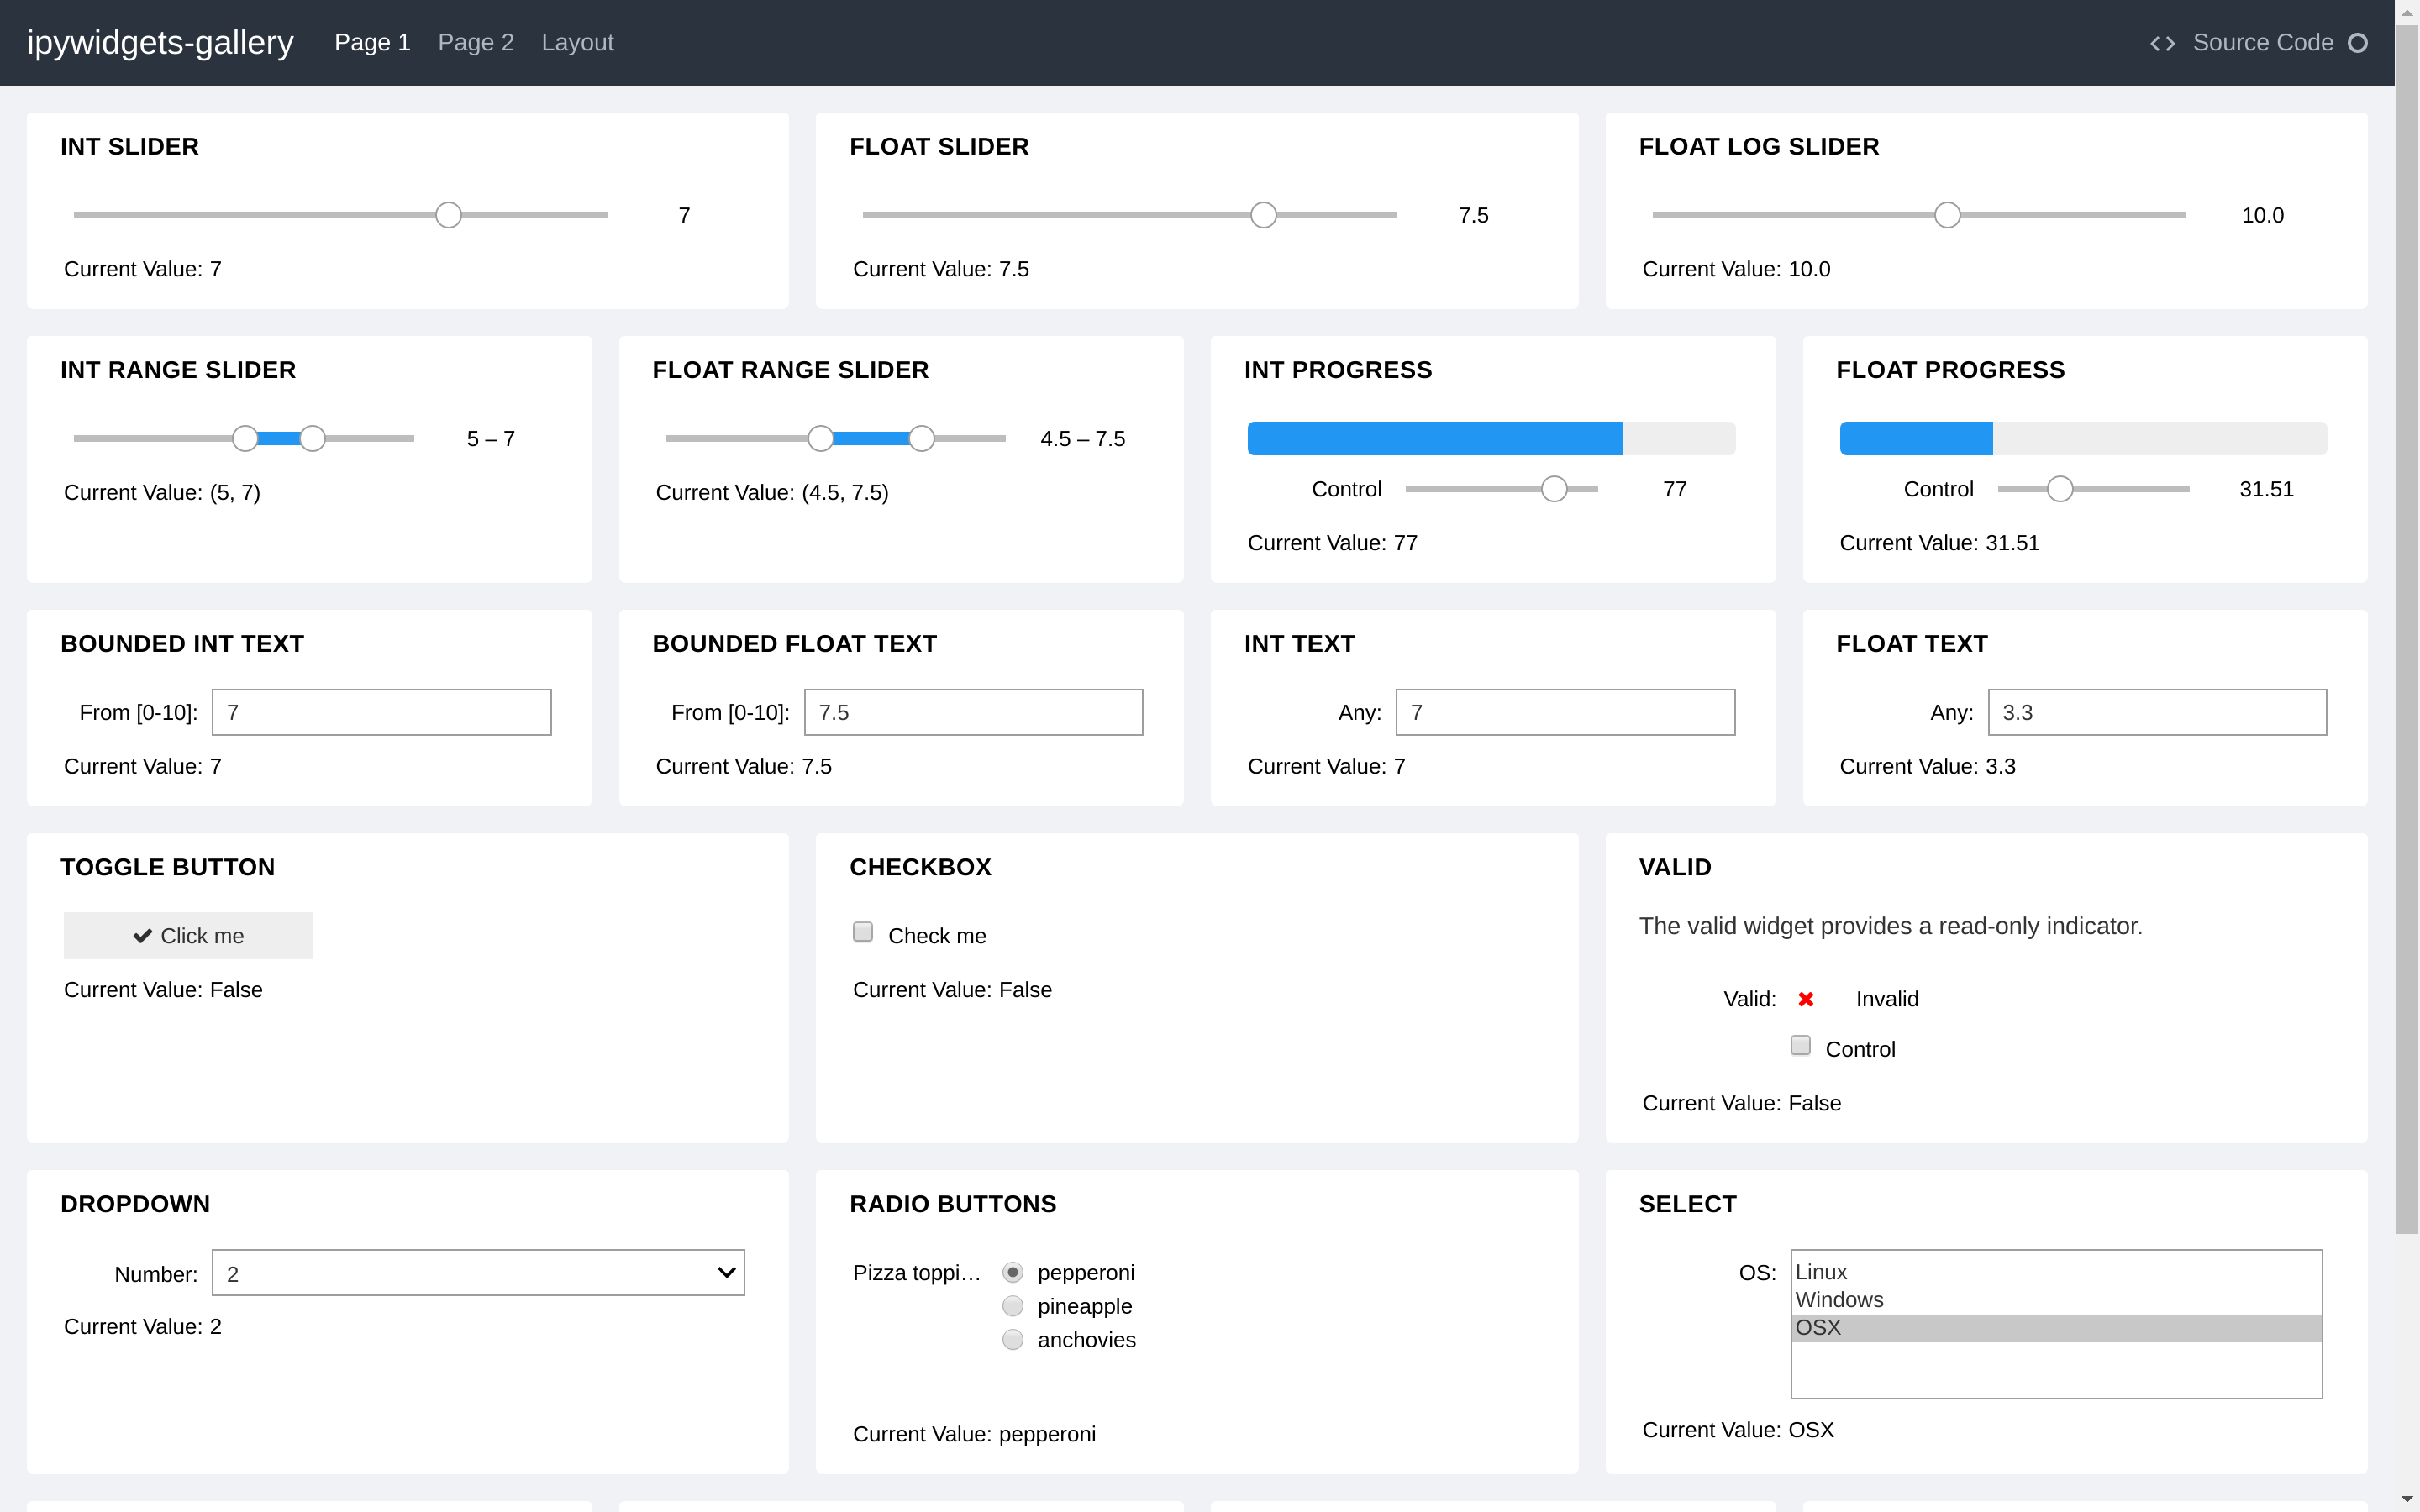 ipywidgets-gallery Page 1 Page 2 Layout Source Code
INT SLIDER
7
Current Value: 7
FLOAT SLIDER
7.5
Current Value: 7.5
FLOAT LOG SLIDER
10.0
Current Value: 10.0
INT RANGE SLIDER
5 – 7
Current Value: (5, 7)
FLOAT RANGE SLIDER
4.5 – 7.5
Current Value: (4.5, 7.5)
INT PROGRESS
Control 77
Current Value: 77
FLOAT PROGRESS
Control 31.51
Current Value: 31.51
BOUNDED INT TEXT
From [0-10]: 7
Current Value: 7
BOUNDED FLOAT TEXT
From [0-10]: 7.5
Current Value: 7.5
INT TEXT
Any: 7
Current Value: 7
FLOAT TEXT
Any: 3.3
Current Value: 3.3
TOGGLE BUTTON
Click me
Current Value: False
CHECKBOX
Check me
Current Value: False
VALID
The valid widget provides a read-only indicator.
Valid: Invalid
Control
Current Value: False
DROPDOWN
Number: 2
Current Value: 2
RADIO BUTTONS
Pizza toppi… pepperoni
pineapple
anchovies
Current Value: pepperoni
SELECT
OS: Linux
Windows
OSX
Current Value: OSX